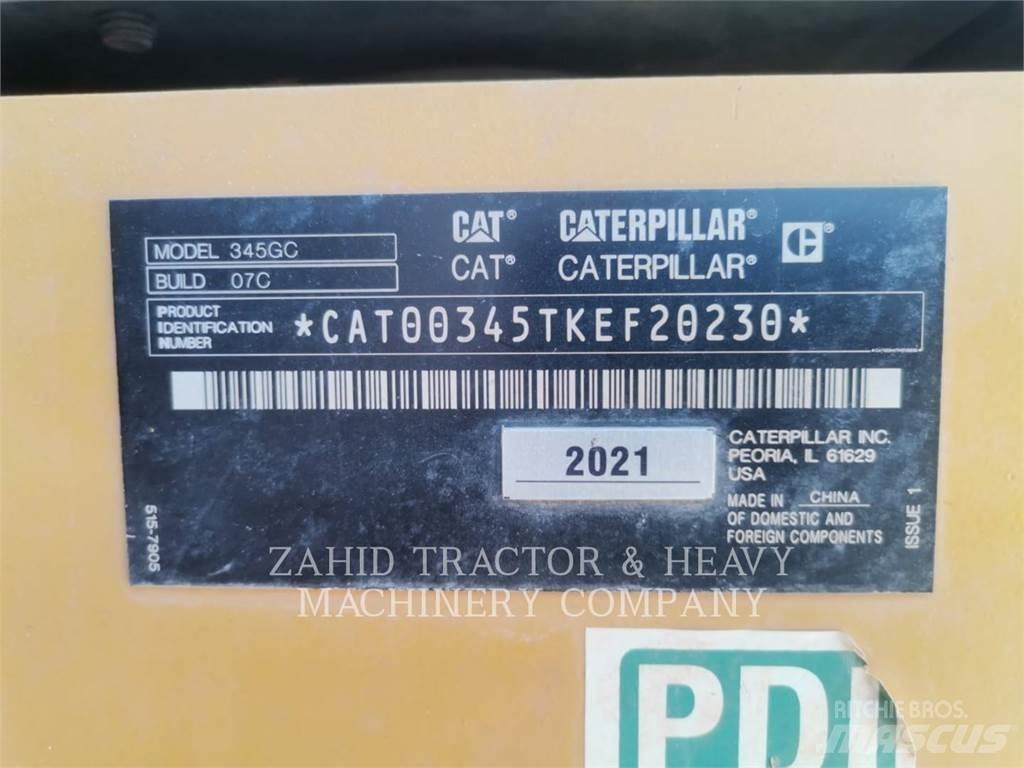 CAT® CATERPILLAR®
CAT® CATERPILLAR®
MODEL 345GC
BUILD 07C
PRODUCT
IDENTIFICATION
NUMBER
*CAT00345TKEF20230*
2021
CATERPILLAR INC.
PEORIA, IL 61629
USA
MADE IN CHINA
OF DOMESTIC AND
FOREIGN COMPONENTS
ISSUE 1
515-7905
ZAHID TRACTOR & HEAVY
MACHINERY COMPANY
PDI
RITCHIE BROS.
MASCUS